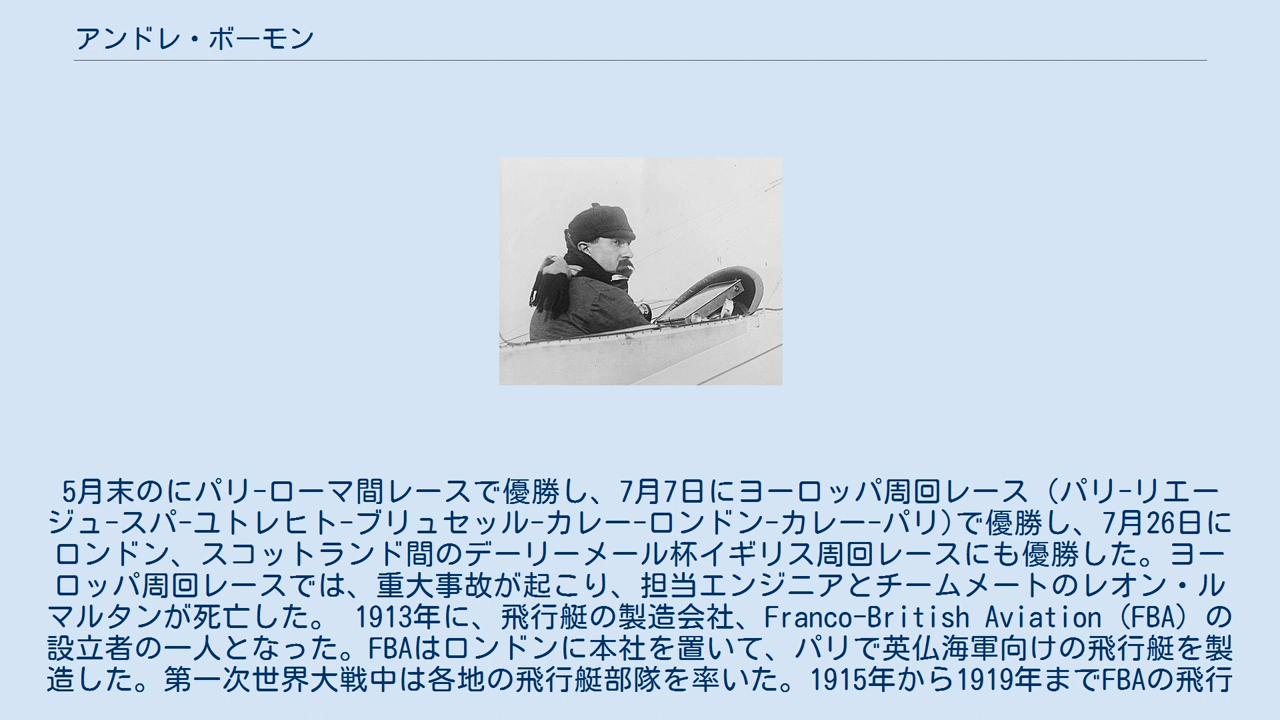 アンドレ・ボーモン
5月末のにパリ-ローマ間レースで優勝し、7月7日にヨーロッパ周回レース（パリ-リエー
ジュ-スパ-ユトレヒト-ブリュセッル-カレー-ロンドン-カレー-パリ)で優勝し、7月26日に
ロンドン、スコットランド間のデーリーメール杯イギリス周回レースにも優勝した。ヨー
ロッパ周回レースでは、重大事故が起こり、担当エンジニアとチームメートのレオン・ル
マルタンが死亡した。 1913年に、飛行艇の製造会社、Franco-British Aviation（FBA）の
設立者の一人となった。FBAはロンドンに本社を置いて、パリで英仏海軍向けの飛行艇を製
造した。第一次世界大戦中は各地の飛行艇部隊を率いた。1915年から1919年までFBAの飛行